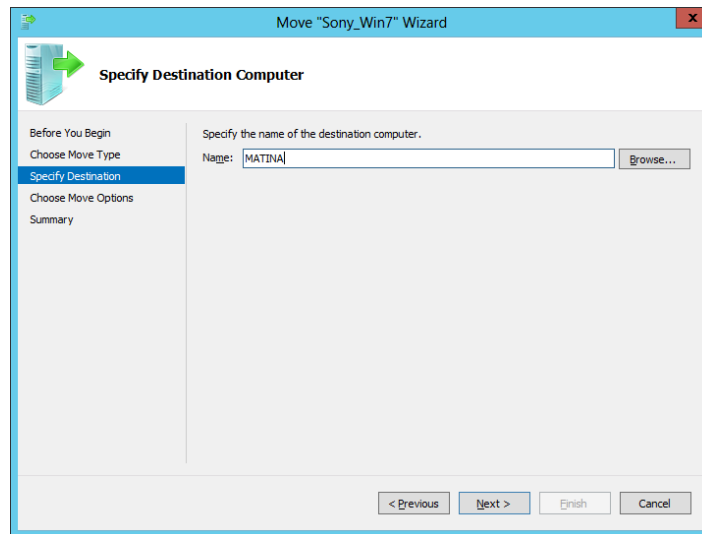 Move "Sony_Win7" Wizard
x
Specify Destination Computer
Before You Begin
Choose Move Type
Specify Destination
Choose Move Options
Summary
Specify the name of the destination computer.
Name: MATINA Browse...
< Previous Next > Finish Cancel